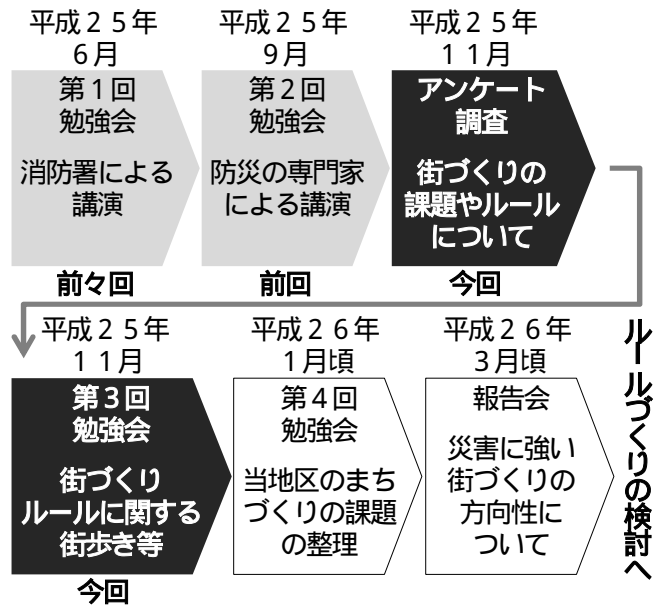 平成２５年
６月
第１回
勉強会
消防署による
講演
前々回
平成２５年
９月
第２回
勉強会
防災の専門家
による講演
前回
平成２５年
１１月
アンケート
調査
街づくりの
課題やルール
について
今回
平成２５年
１１月
第３回
勉強会
街づくり
ルールに関する
街歩き等
今回
平成２６年
１月頃
第４回
勉強会
当地区のまち
づくりの課題
の整理
平成２６年
３月頃
報告会
災害に強い
街づくりの
方向性に
ついて
ルールづくりの検討へ